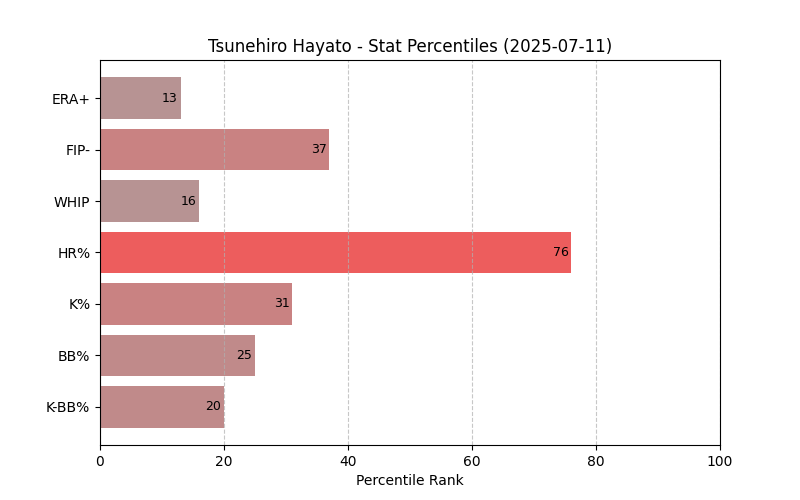 Tsunehiro Hayato - Stat Percentiles (2025-07-11)
ERA+ 13
FIP- 37
WHIP 16
HR% 76
K% 31
BB% 25
K-BB% 20
0 20 40 60 80 100
Percentile Rank